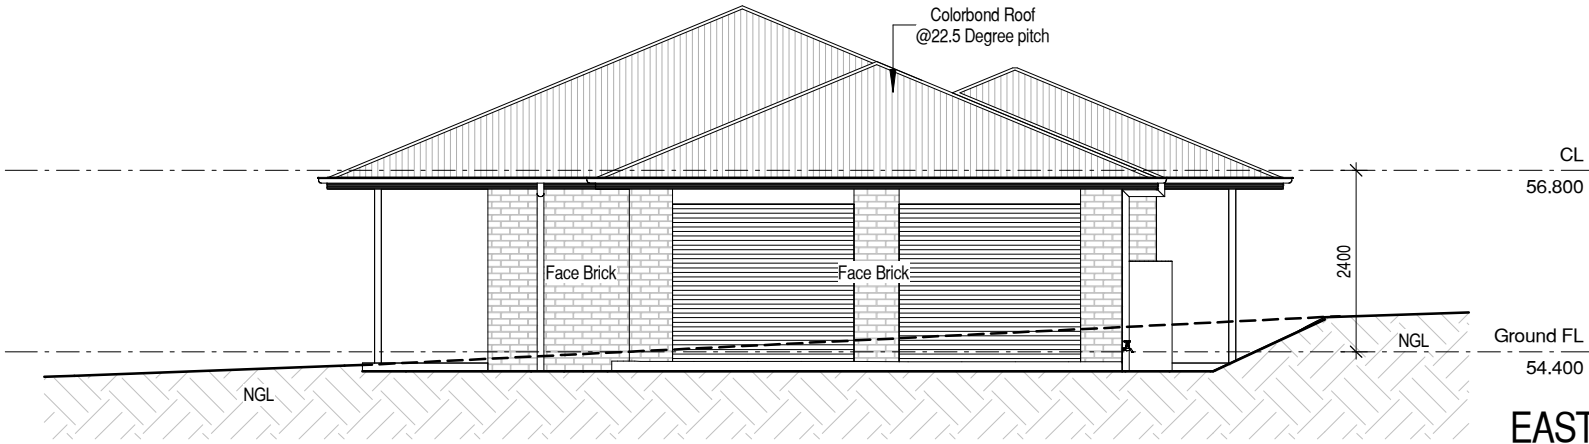 Colorbond Roof
@22.5 Degree pitch
CL
56.800
2400
Face Brick
Face Brick
Ground FL
54.400
NGL
NGL
EAST